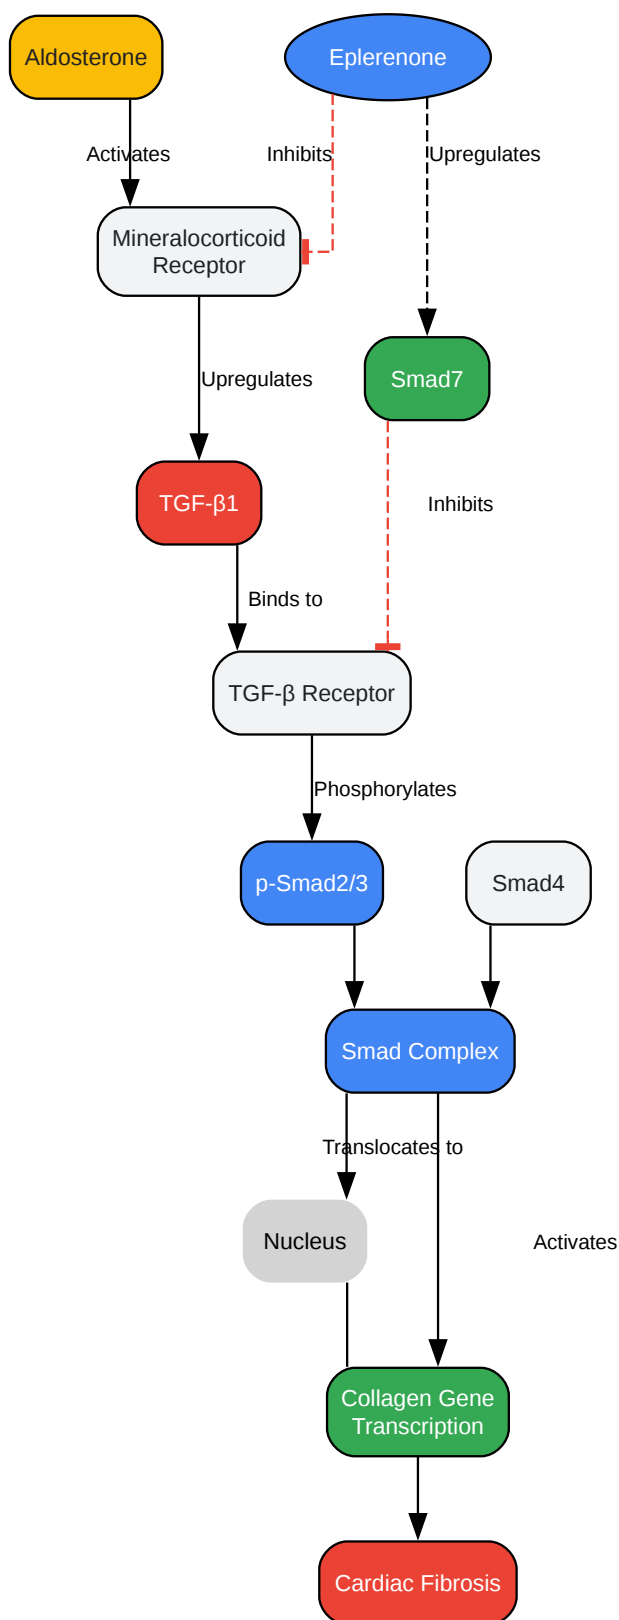 Aldosterone
Eplerenone
Activates
Inhibits
Upregulates
Mineralocorticoid
Receptor
Upregulates
Smad7
TGF-β1
Inhibits
Binds to
TGF-β Receptor
Phosphorylates
p-Smad2/3
Smad4
Smad Complex
Translocates to
Nucleus
Activates
Collagen Gene
Transcription
Cardiac Fibrosis